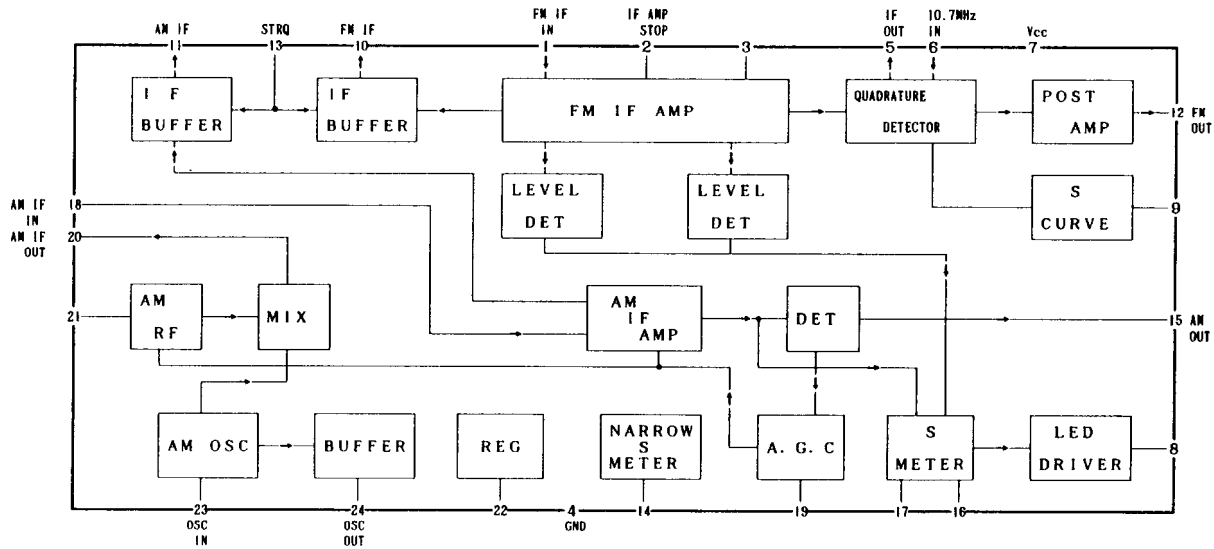 AM IF
STRQ
FM IF
FM IF
IN
IF AMP
STOP
IF
OUT
10.7MHz
IN
Vcc
11
13
10
1
2
3
5
6
7
IF
BUFFER
IF
BUFFER
FM IF AMP
QUADRATURE
DETECTOR
POST
AMP
12 FM
OUT
LEVEL
DET
LEVEL
DET
S
CURVE
9
AM IF 18
IN
AM IF 20
OUT
21
AM
RF
MIX
AM
IF
AMP
DET
15 AM
OUT
AM OSC
BUFFER
REG
NARROW
S
METER
A.G.C
S
METER
LED
DRIVER
8
23
OSC
IN
24
OSC
OUT
22
4
GND
14
19
17
16